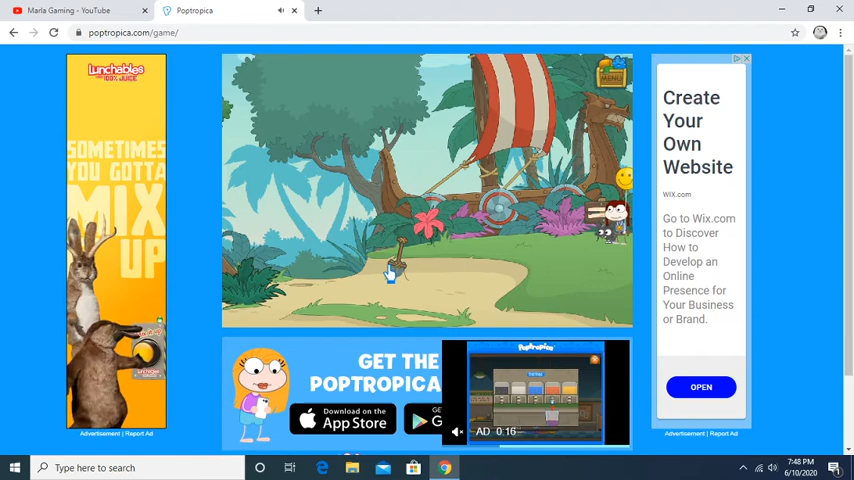 Marla Gaming - YouTube
Poptropica
poptropica.com/game/
Lunchables
100% JUICE
SOMETIMES
YOU GOTTA
MIX
UP
Advertisement | Report Ad
MENU
GET THE
POPTROPICA
Download on the
App Store
Poptropica
AD 0:16
Create
Your
Own
Website
WIX.com
Go to Wix.com
to Discover
How to
Develop an
Online
Presence for
Your Business
or Brand.
OPEN
Advertisement | Report Ad
Type here to search
7:48 PM
6/10/2020